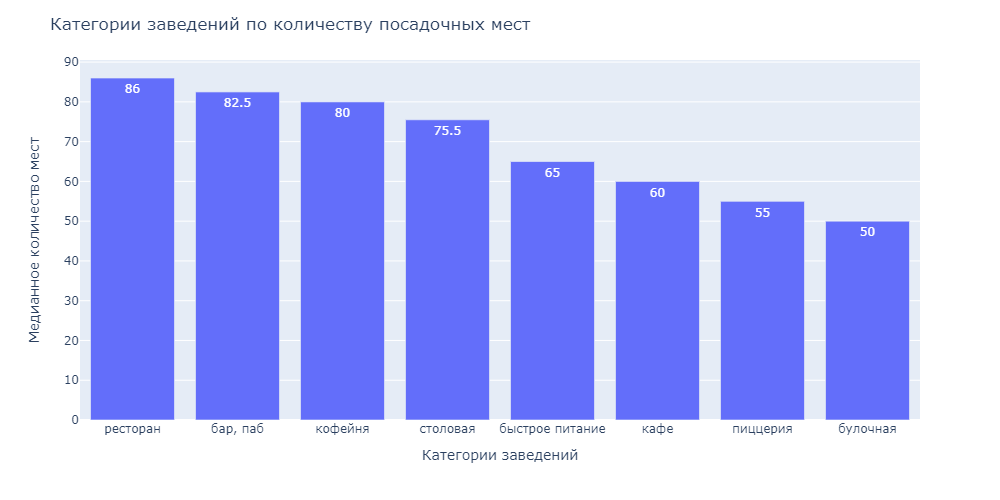 Категории заведений по количеству посадочных мест
Медианное количество мест
90
80
70
60
50
40
30
20
10
0
86
82.5
80
75.5
65
60
55
50
ресторан
бар, паб
кофейня
столовая
быстрое питание
кафе
пиццерия
булочная
Категории заведений